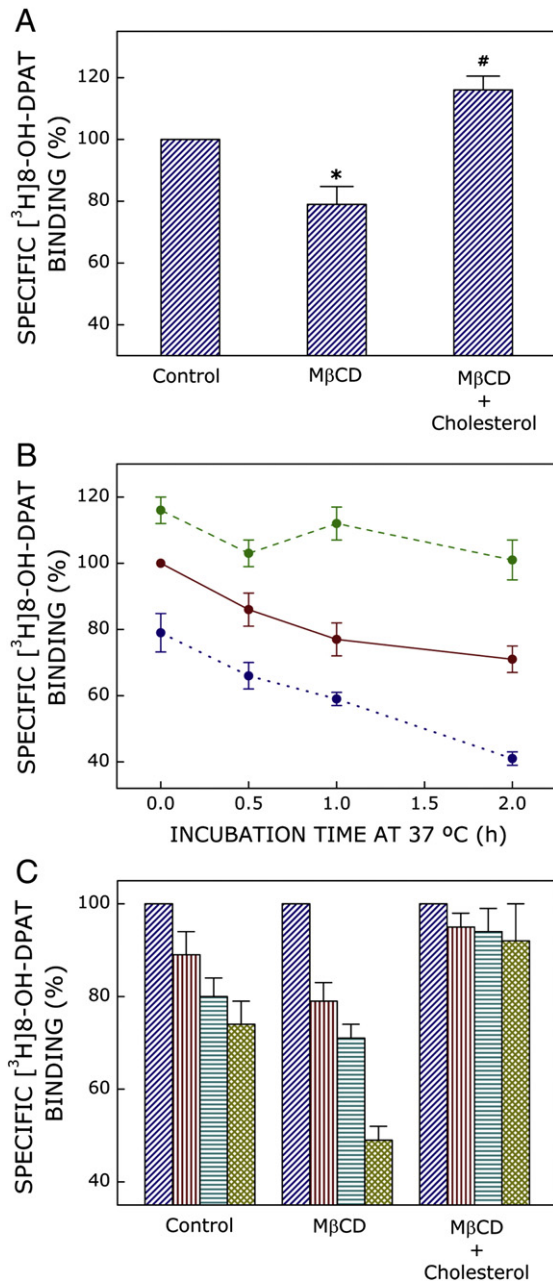 A
SPECIFIC [³H]8-OH-DPAT
BINDING (%)
120
100
80
60
40
*
#
Control
MβCD
MβCD
+
Cholesterol
B
SPECIFIC [³H]8-OH-DPAT
BINDING (%)
120
100
80
60
40
0.0
0.5
1.0
1.5
2.0
INCUBATION TIME AT 37 ºC (h)
C
SPECIFIC [³H]8-OH-DPAT
BINDING (%)
100
80
60
40
Control
MβCD
MβCD
+
Cholesterol